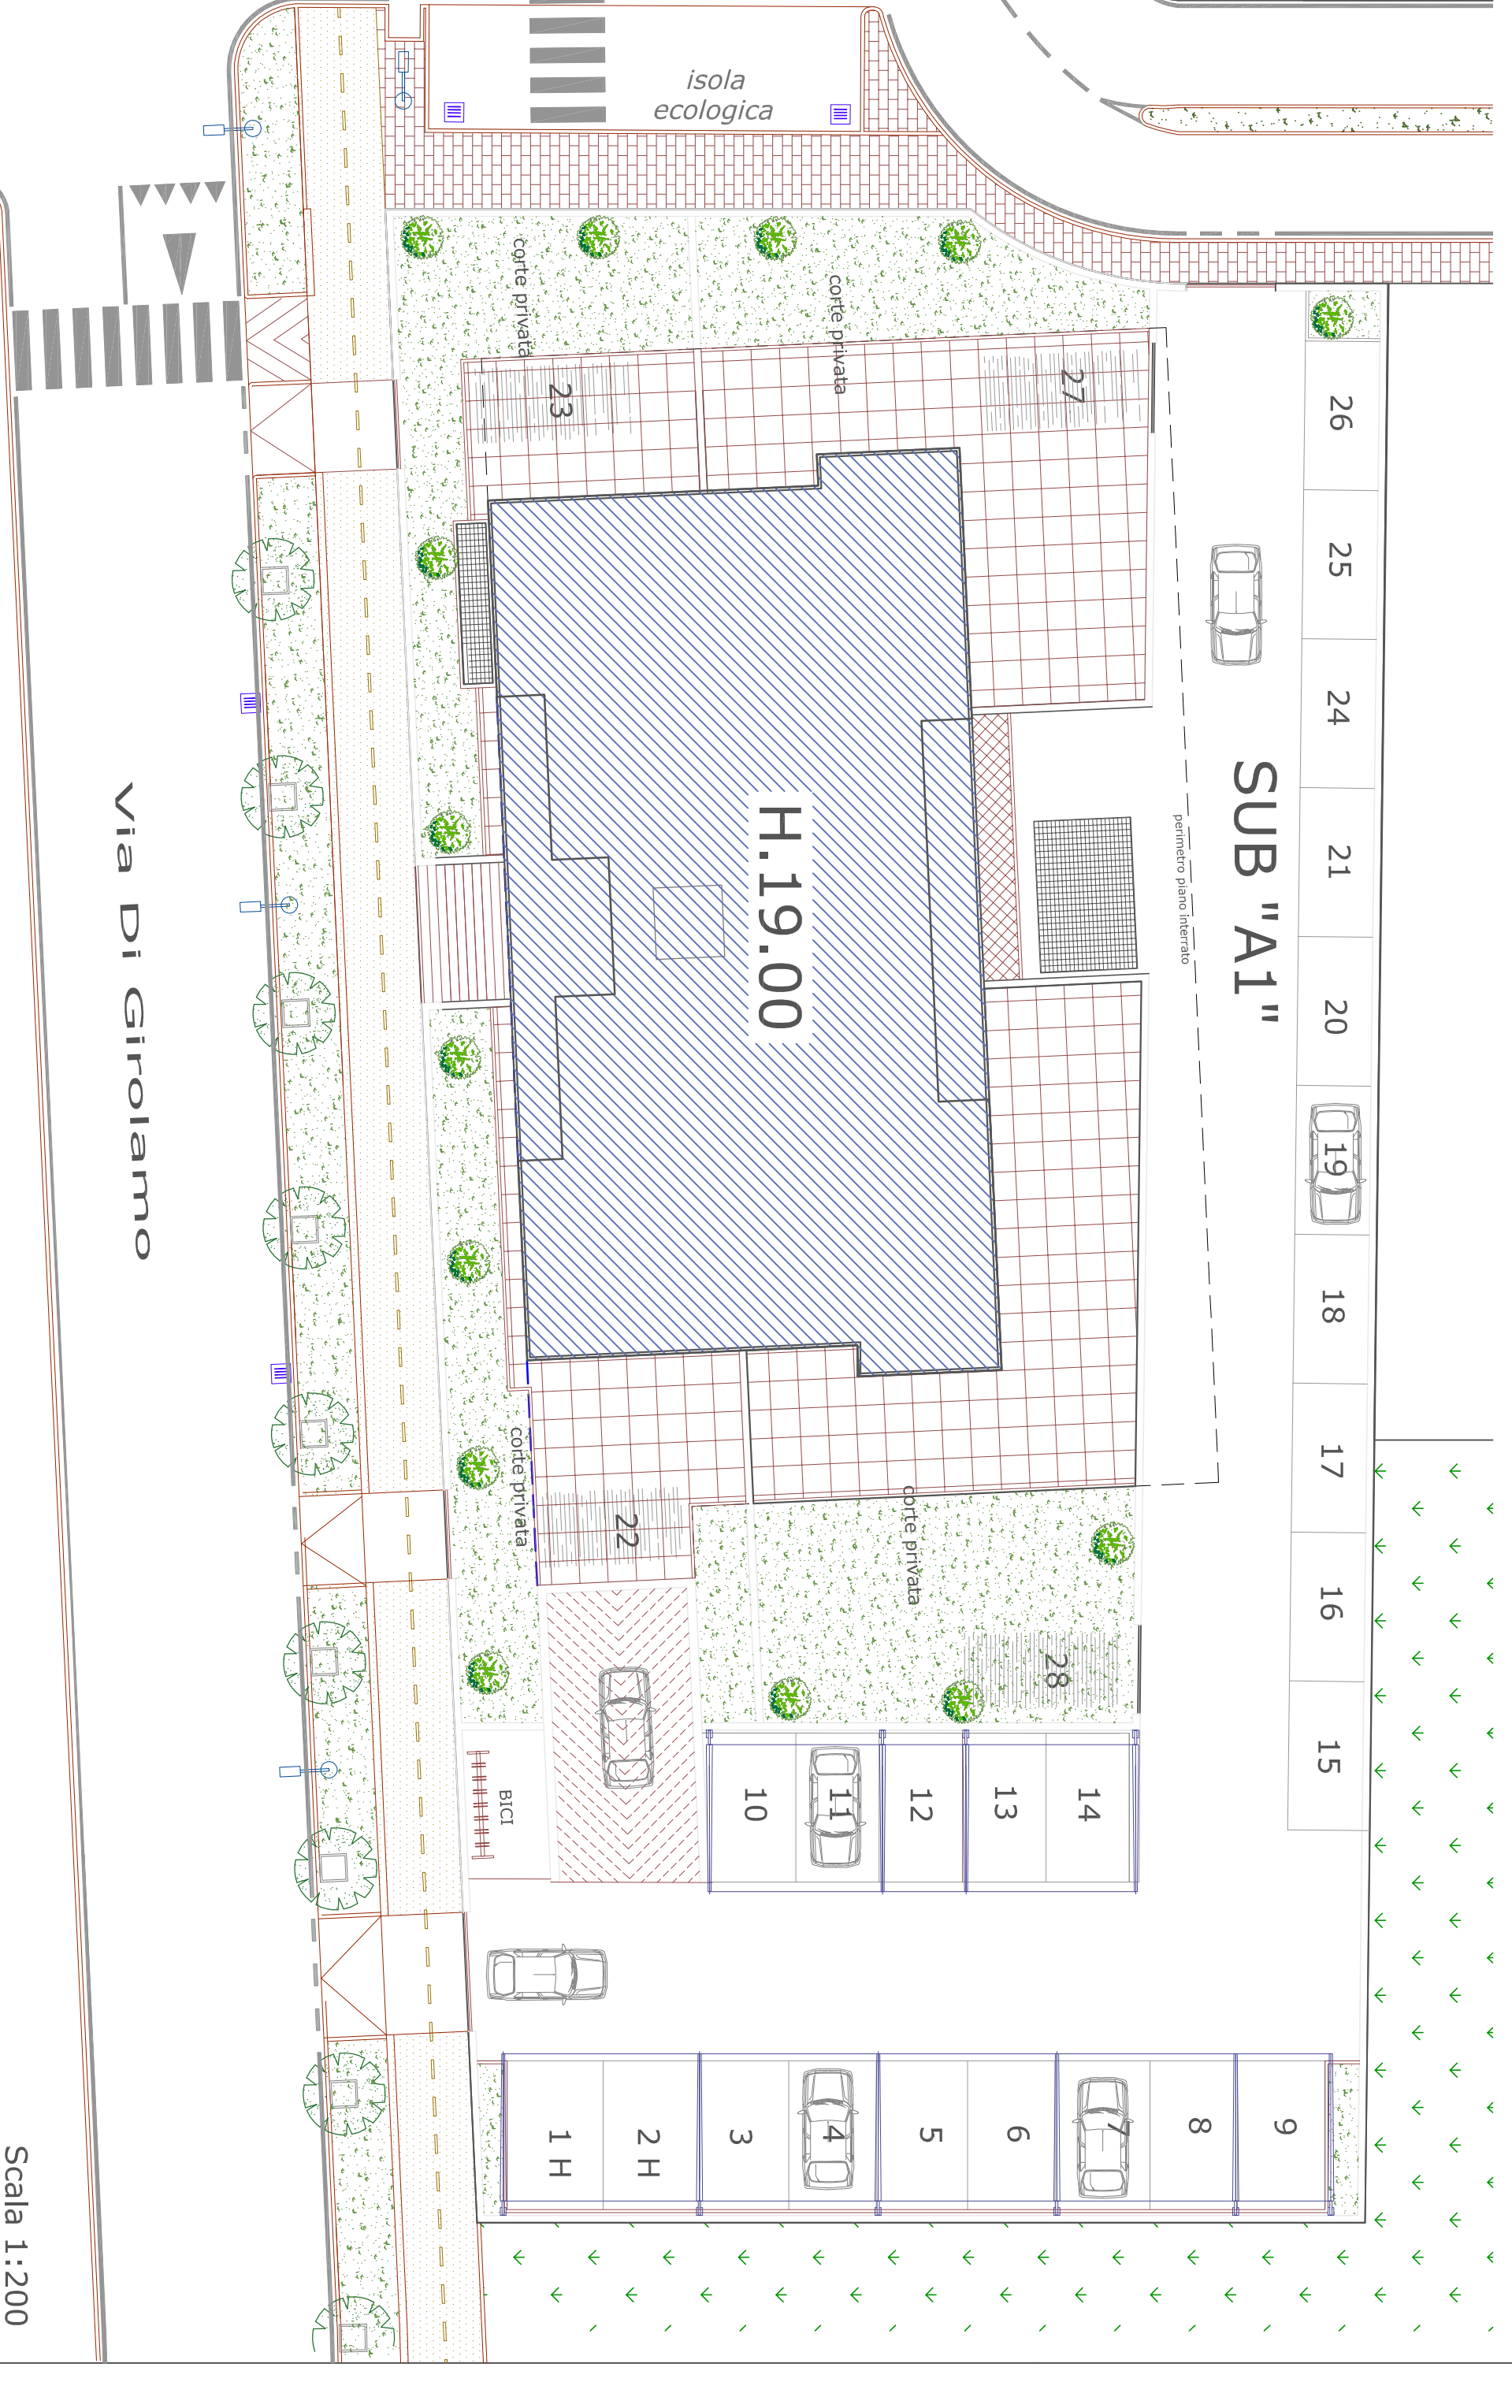 isola
ecologica
corte privata
corte privata
23
27
26
25
24
21
20
19
18
17
16
15
SUB "A1"
perimetro piano interrato
H.19.00
Via Di Girolamo
corte privata
corte privata
22
28
BICI
10
11
12
13
14
1 H
2 H
3
4
5
6
7
8
9
Scala 1:200